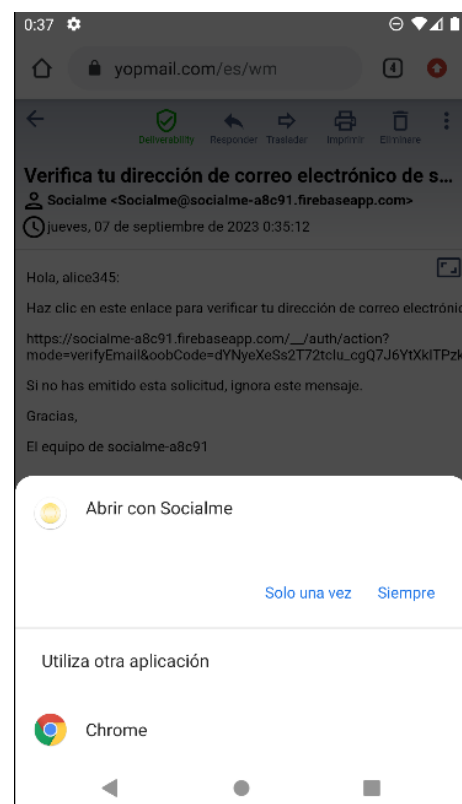 0:37
yopmail.com/es/wm
4
Deliverability Responder Trasladar Imprimir Eliminare
Verifica tu dirección de correo electrónico de s...
Socialme <Socialme@socialme-a8c91.firebaseapp.com>
jueves, 07 de septiembre de 2023 0:35:12
Hola, alice345:
Haz clic en este enlace para verificar tu dirección de correo electrónic
https://socialme-a8c91.firebaseapp.com/__/auth/action?
mode=verifyEmail&oobCode=dYNyeXeSs2T72tclu_cgQ7J6YtXkITPzk
Si no has emitido esta solicitud, ignora este mensaje.
Gracias,
El equipo de socialme-a8c91
Abrir con Socialme
Solo una vez Siempre
Utiliza otra aplicación
Chrome